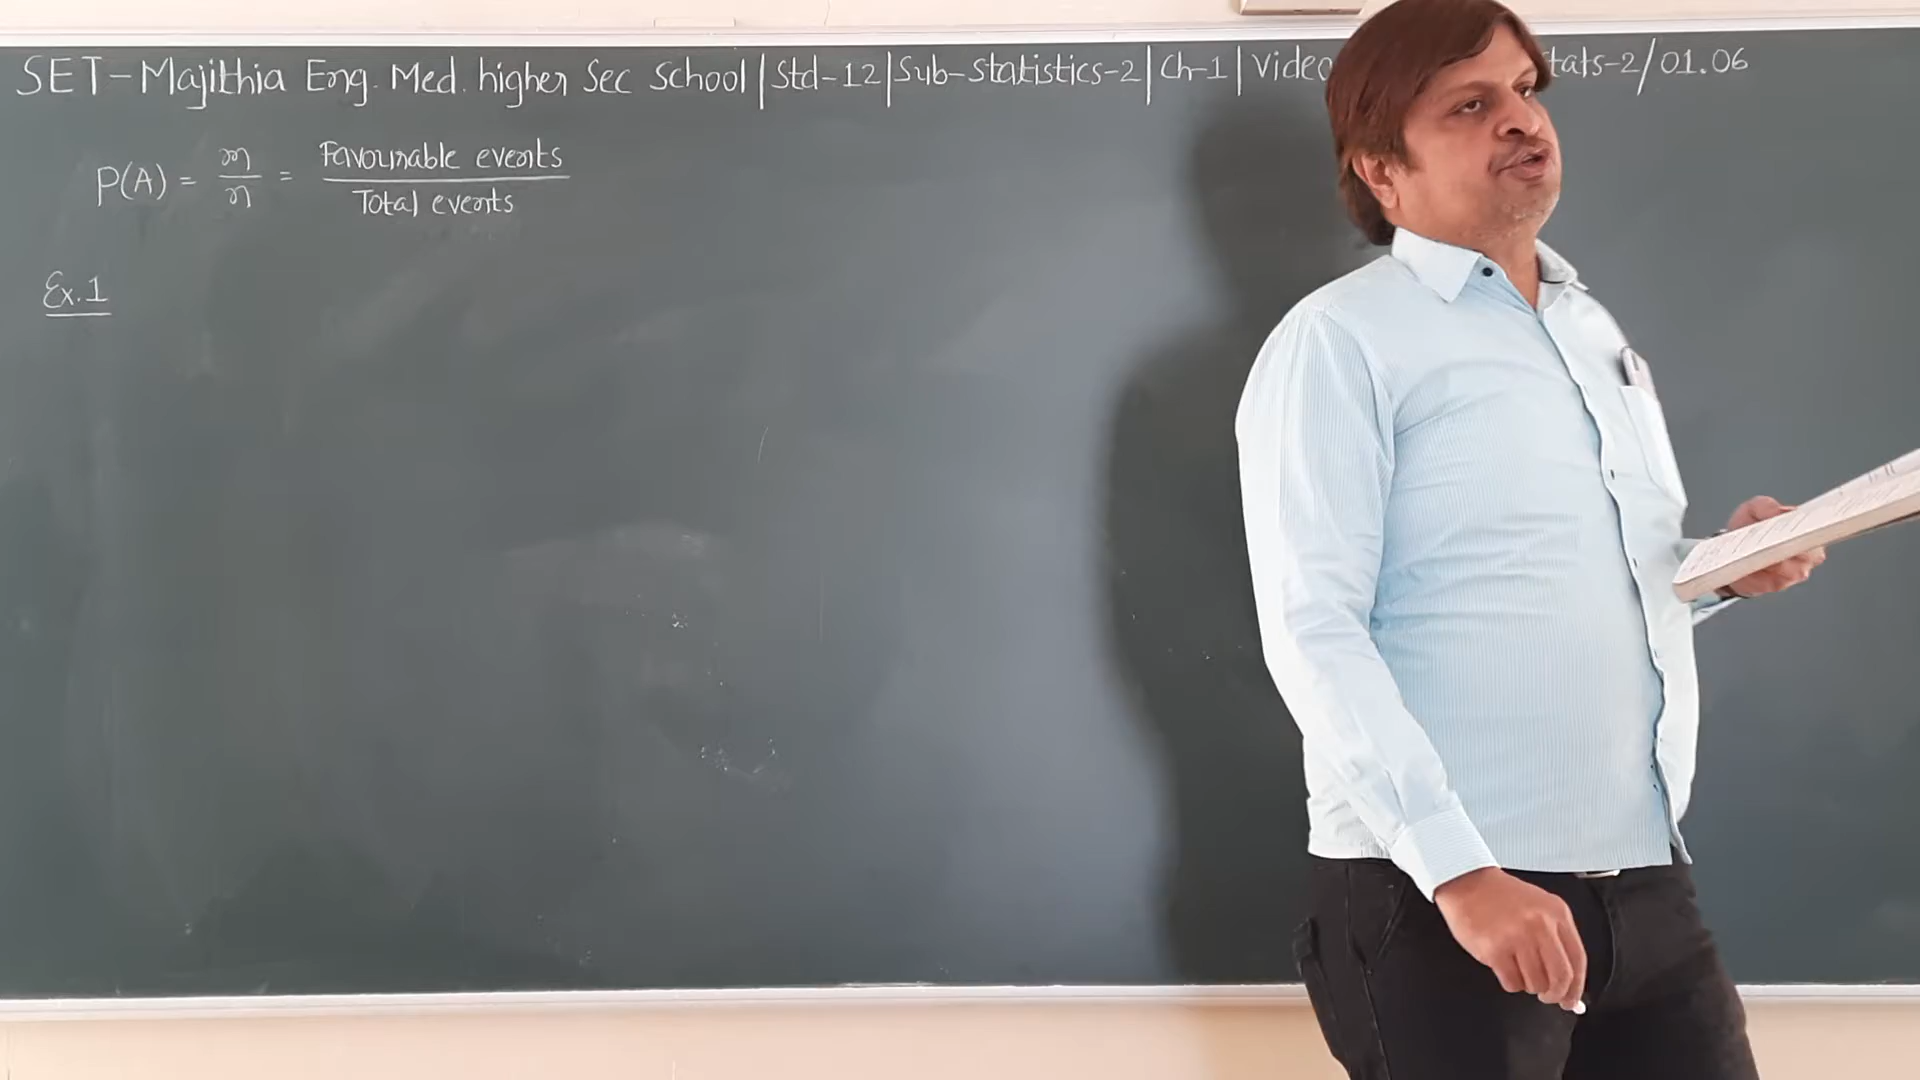 SET-Majithia Eng. Med. higher Sec School | Std-12 | Sub-Statistics-2 | Ch-1 | Video tats-2/01.06
P(A) = m/n = Favourable events / Total events
Ex.1